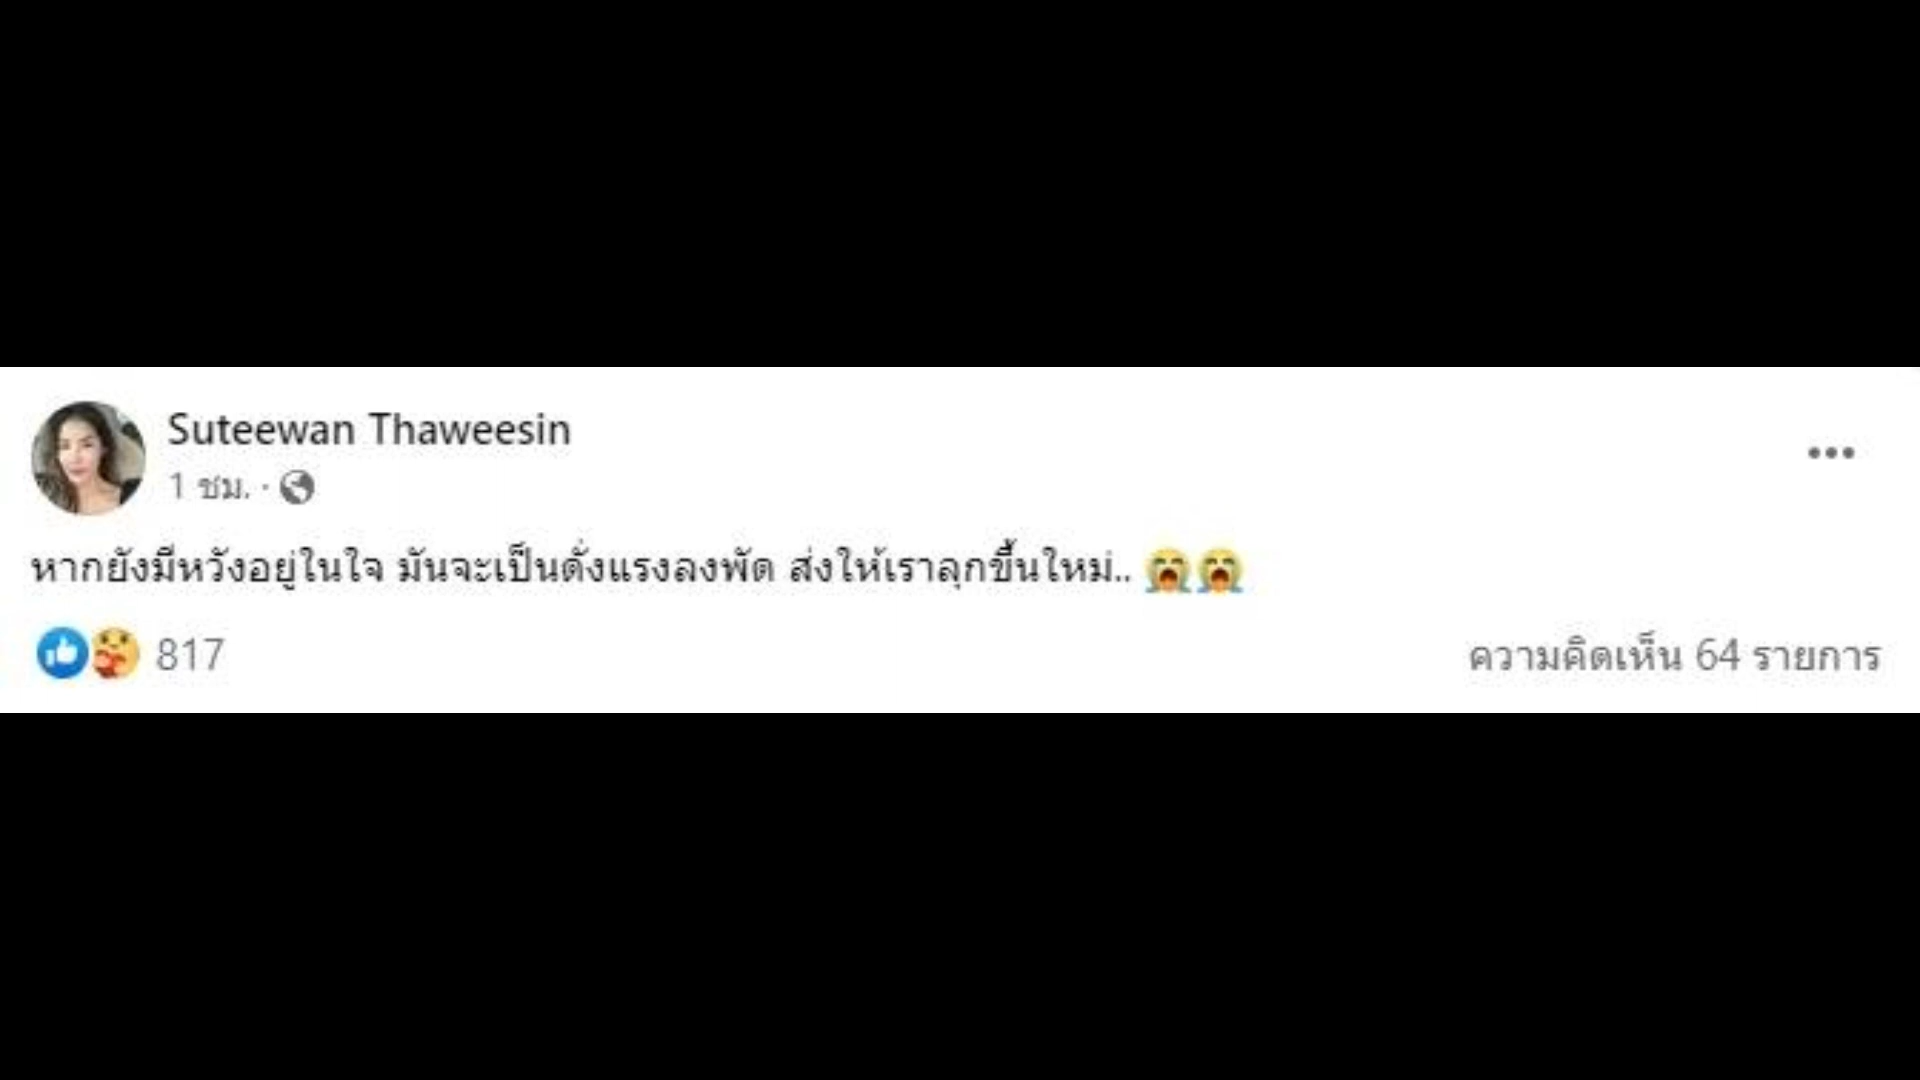 Suteewan Thaweesin
1 ชม. ·
หากยังมีหวังอยู่ในใจ มันจะเป็นดั่งแรงลงพัด ส่งให้เราลุกขึ้นใหม่.. 😭😭
817
ความคิดเห็น 64 รายการ